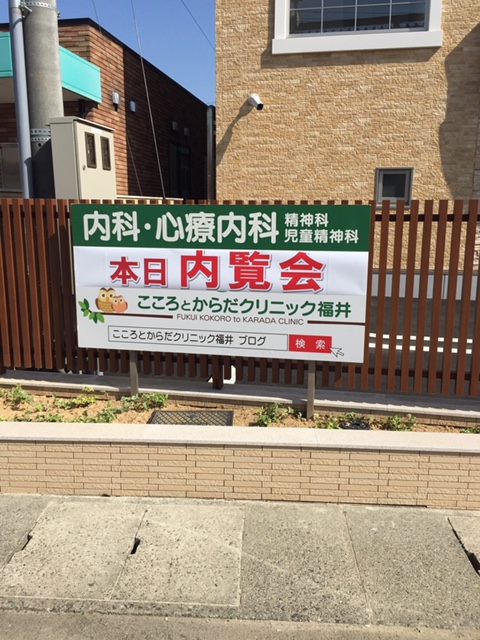 内科・心療内科 精神科
児童精神科
本日 内覧会
こころとからだクリニック福井
FUKUI KOKORO to KARADA CLINIC
こころとからだクリニック福井 ブログ 検索